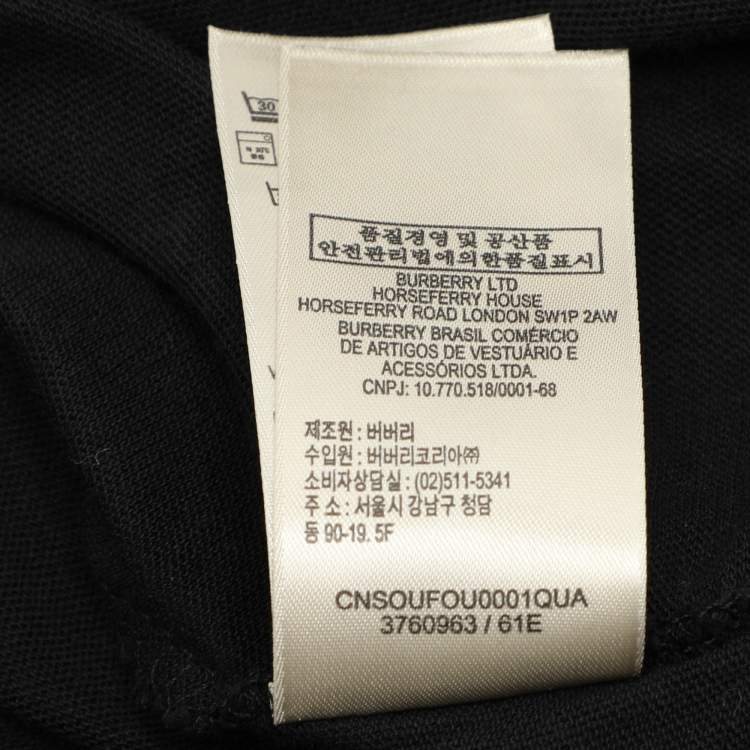 30
품질경영 및 공산품
안전관리법에의한품질표시
BURBERRY LTD
HORSEFERRY HOUSE
HORSEFERRY ROAD LONDON SW1P 2AW
BURBERRY BRASIL COMÉRCIO
DE ARTIGOS DE VESTUÁRIO E
ACESSÓRIOS LTDA.
CNPJ: 10.770.518/0001-68
제조원 : 버버리
수입원 : 버버리코리아㈜
소비자상담실 : (02)511-5341
주 소 : 서울시 강남구 청담
동 90-19. 5F
CNSOUFOU0001QUA
3760963 / 61E